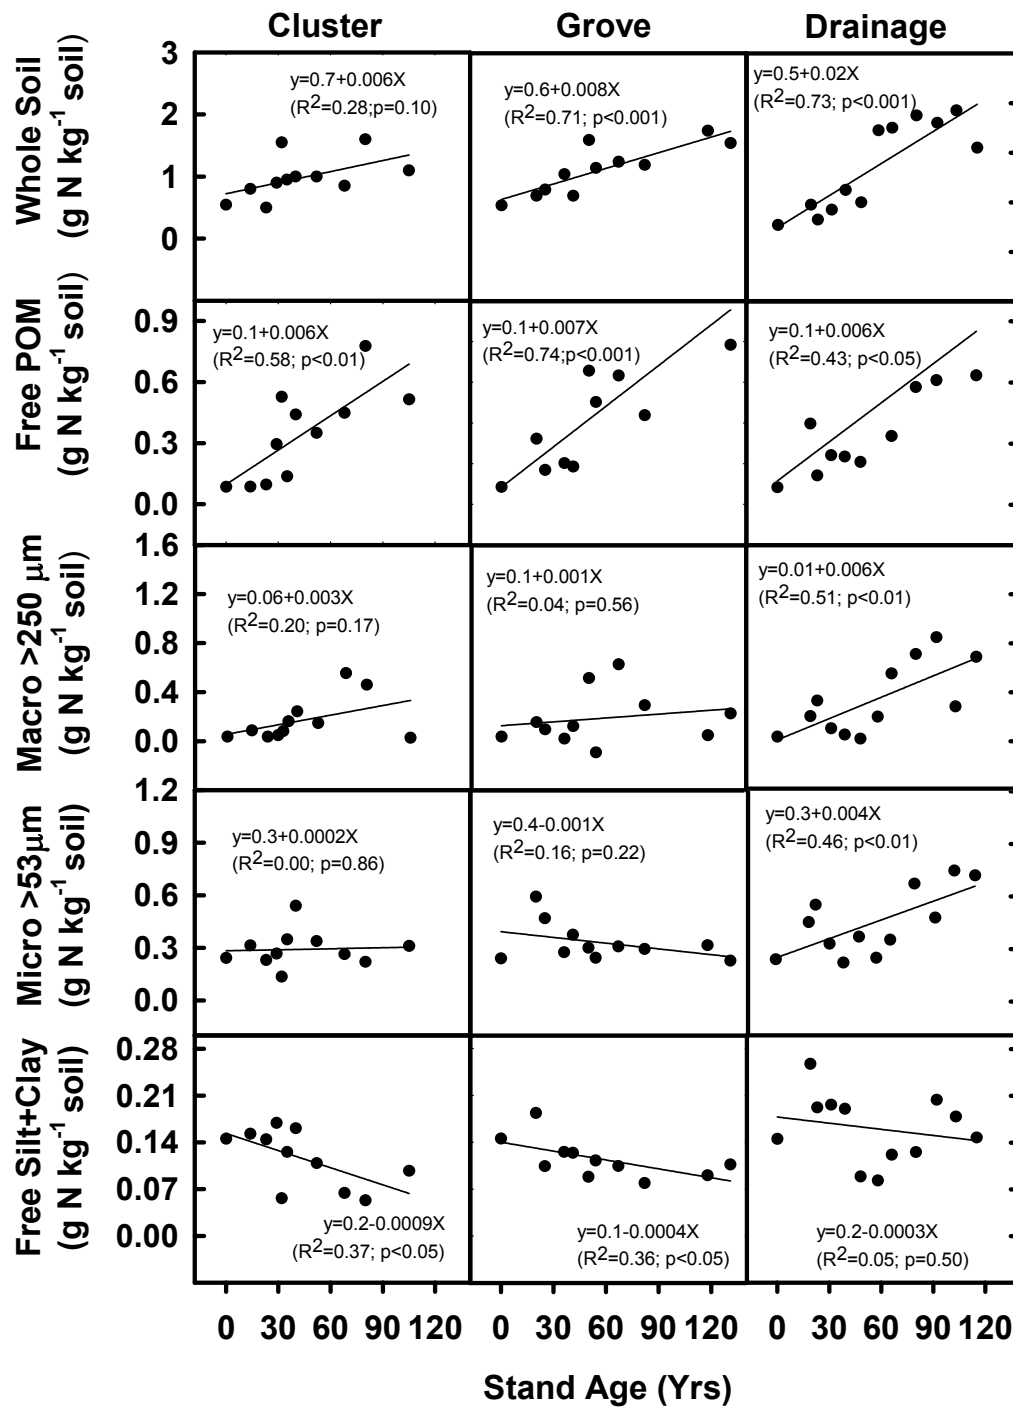 Cluster Grove Drainage
Whole Soil
(g N kg⁻¹ soil)
3
2
1
0
y=0.7+0.006X
(R²=0.28;p=0.10)
y=0.6+0.008X
(R²=0.71; p<0.001)
y=0.5+0.02X
(R²=0.73; p<0.001)
Free POM
(g N kg⁻¹ soil)
0.9
0.6
0.3
0.0
y=0.1+0.006X
(R²=0.58; p<0.01)
y=0.1+0.007X
(R²=0.74;p<0.001)
y=0.1+0.006X
(R²=0.43; p<0.05)
Macro >250 μm
(g N kg⁻¹ soil)
1.6
1.2
0.8
0.4
0.0
y=0.06+0.003X
(R²=0.20; p=0.17)
y=0.1+0.001X
(R²=0.04; p=0.56)
y=0.01+0.006X
(R²=0.51; p<0.01)
Micro >53μm
(g N kg⁻¹ soil)
1.2
0.9
0.6
0.3
0.0
y=0.3+0.0002X
(R²=0.00; p=0.86)
y=0.4-0.001X
(R²=0.16; p=0.22)
y=0.3+0.004X
(R²=0.46; p<0.01)
Free Silt+Clay
(g N kg⁻¹ soil)
0.28
0.21
0.14
0.07
0.00
y=0.2-0.0009X
(R²=0.37; p<0.05)
y=0.1-0.0004X
(R²=0.36; p<0.05)
y=0.2-0.0003X
(R²=0.05; p=0.50)
0 30 60 90 120 0 30 60 90 120 0 30 60 90 120
Stand Age (Yrs)